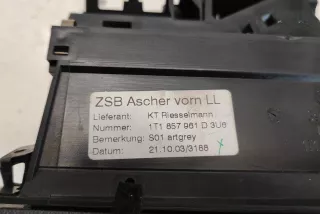 ZSB Ascher vorn LL
Lieferant: KT Riesselmann
Nummer: 1T1 857 961 D 3U6
Bemerkung: S01 artgrey
Datum: 21.10.03/3188